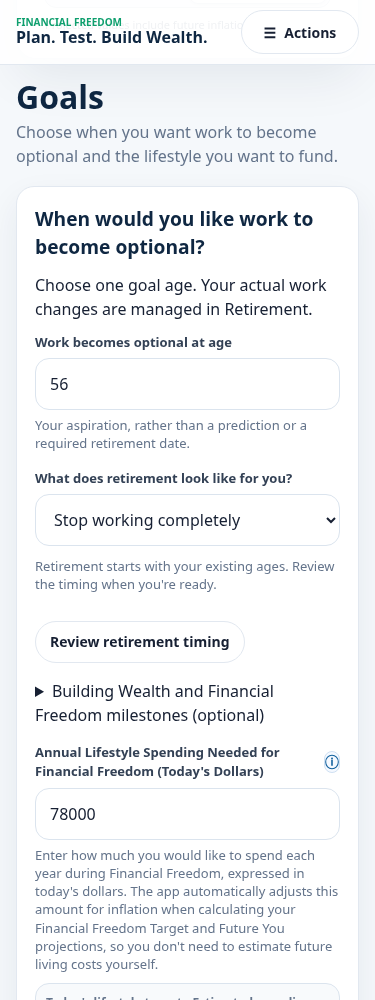 FINANCIAL FREEDOM
Plan. Test. Build Wealth.
☰ Actions
Goals
Choose when you want work to become
optional and the lifestyle you want to fund.
When would you like work to
become optional?
Choose one goal age. Your actual work
changes are managed in Retirement.
Work becomes optional at age
56
Your aspiration, rather than a prediction or a
required retirement date.
What does retirement look like for you?
Stop working completely
Retirement starts with your existing ages. Review
the timing when you're ready.
Review retirement timing
▶ Building Wealth and Financial
Freedom milestones (optional)
Annual Lifestyle Spending Needed for
Financial Freedom (Today's Dollars)
78000
Enter how much you would like to spend each
year during Financial Freedom, expressed in
today's dollars. The app automatically adjusts this
amount for inflation when calculating your
Financial Freedom Target and Future You
projections, so you don't need to estimate future
living costs yourself.